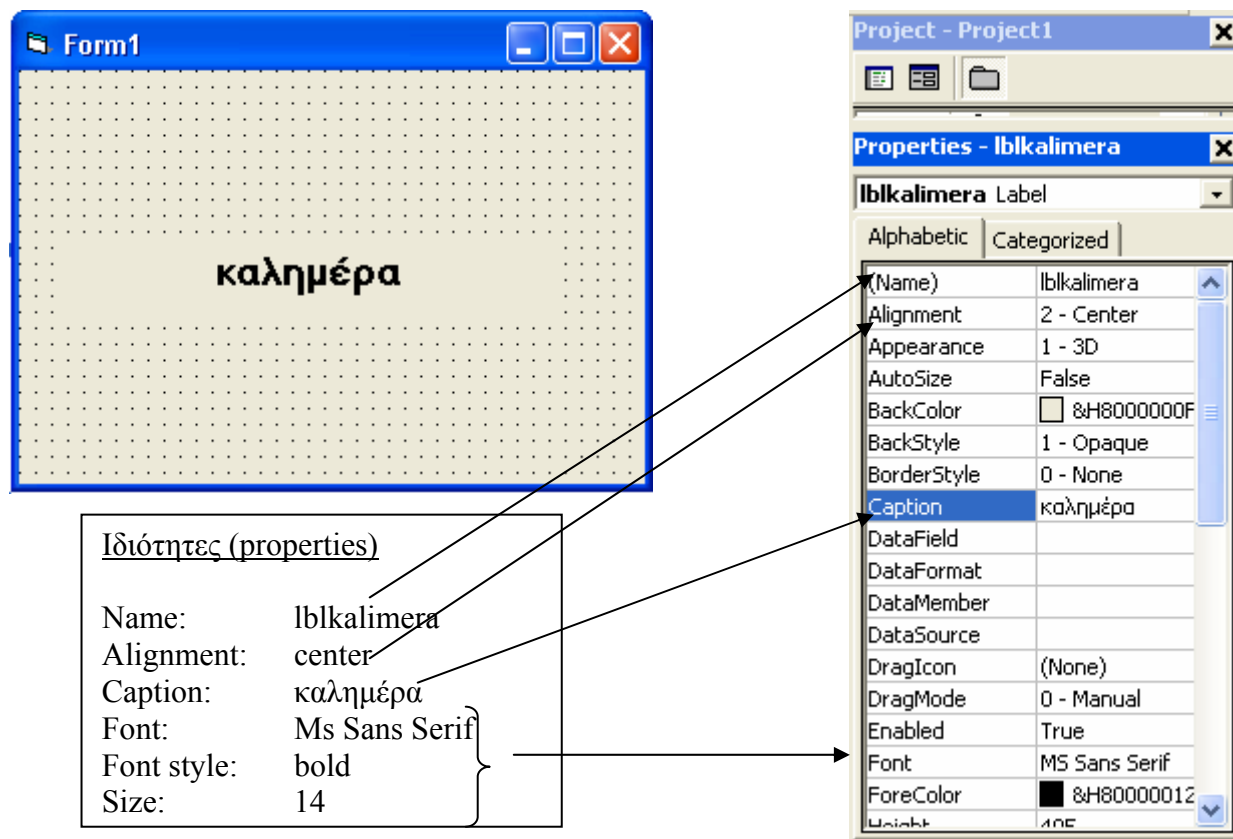 Form1
καλημέρα
Ιδιότητες (properties)
Name: lblkalimera
Alignment: center
Caption: καλημέρα
Font: Ms Sans Serif
Font style: bold
Size: 14
Project - Project1
Properties - lblkalimera
lblkalimera Label
Alphabetic Categorized
(Name) lblkalimera
Alignment 2 - Center
Appearance 1 - 3D
AutoSize False
BackColor &H8000000F
BackStyle 1 - Opaque
BorderStyle 0 - None
Caption καλημέρα
DataField
DataFormat
DataMember
DataSource
DragIcon (None)
DragMode 0 - Manual
Enabled True
Font MS Sans Serif
ForeColor &H80000012
Height